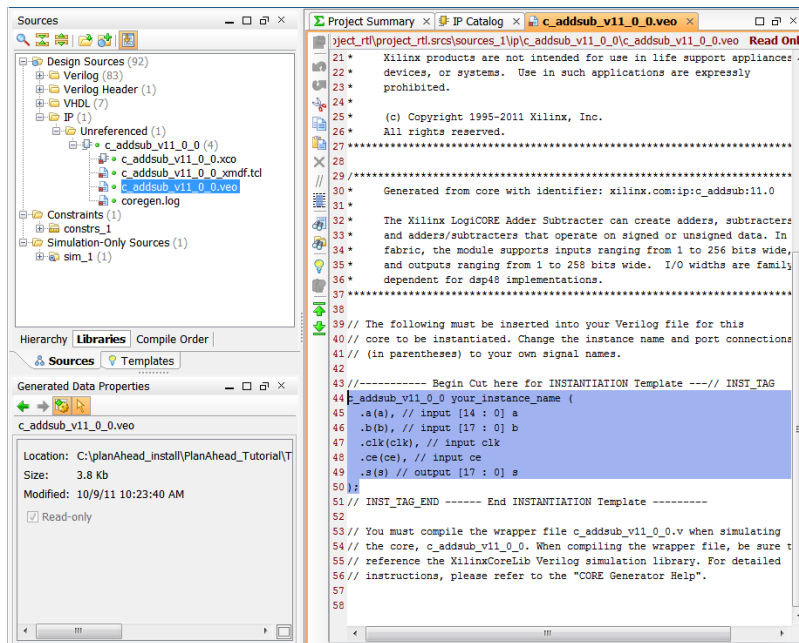 Sources
Design Sources (92)
Verilog (83)
Verilog Header (1)
VHDL (7)
IP (1)
Unreferenced (1)
c_addsub_v11_0_0 (4)
c_addsub_v11_0_0.xco
c_addsub_v11_0_0_xmdf.tcl
c_addsub_v11_0_0.veo
coregen.log
Constraints (1)
constrs_1
Simulation-Only Sources (1)
sim_1 (1)
Hierarchy Libraries Compile Order
Sources Templates
Generated Data Properties
c_addsub_v11_0_0.veo
Location: C:\planAhead_install\PlanAhead_Tutorial\T
Size: 3.8 Kb
Modified: 10/9/11 10:23:40 AM
Read-only
Σ Project Summary × IP Catalog × c_addsub_v11_0_0.veo ×
oject_rtl\project_rtl.srcs\sources_1\ip\c_addsub_v11_0_0\c_addsub_v11_0_0.veo Read Onl
21 * Xilinx products are not intended for use in life support appliances
22 * devices, or systems. Use in such applications are expressly
23 * prohibited.
24 *
25 * (c) Copyright 1995-2011 Xilinx, Inc.
26 * All rights reserved.
27 ******************************************************************
28
29 /*****************************************************************
30 * Generated from core with identifier: xilinx.com:ip:c_addsub:11.0
31 *
32 * The Xilinx LogiCORE Adder Subtracter can create adders, subtracters
33 * and adders/subtracters that operate on signed or unsigned data. In
34 * fabric, the module supports inputs ranging from 1 to 256 bits wide,
35 * and outputs ranging from 1 to 258 bits wide. I/O widths are family
36 * dependent for dsp48 implementations.
37 ******************************************************************
38
39 // The following must be inserted into your Verilog file for this
40 // core to be instantiated. Change the instance name and port connections
41 // (in parentheses) to your own signal names.
42
43 //----------- Begin Cut here for INSTANTIATION Template ---// INST_TAG
44 c_addsub_v11_0_0 your_instance_name (
45 .a(a), // input [14 : 0] a
46 .b(b), // input [17 : 0] b
47 .clk(clk), // input clk
48 .ce(ce), // input ce
49 .s(s) // output [17 : 0] s
50 );
51 // INST_TAG_END ------ End INSTANTIATION Template ---------
52
53 // You must compile the wrapper file c_addsub_v11_0_0.v when simulating
54 // the core, c_addsub_v11_0_0. When compiling the wrapper file, be sure t
55 // reference the XilinxCoreLib Verilog simulation library. For detailed
56 // instructions, please refer to the "CORE Generator Help".
57
58